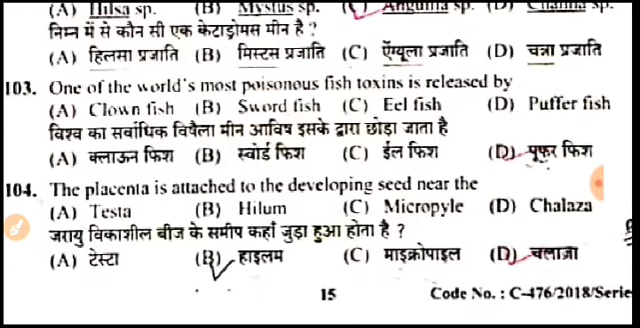 (A) Hilsa sp. (B) Mystus sp. (C) Anguilla sp. (D) Channa sp.
निम्न में से कौन सी एक केटाड्रोमस मीन है ?
(A) हिलसा प्रजाति (B) मिस्टस प्रजाति (C) ऍंग्यूला प्रजाति (D) चन्ना प्रजाति
103. One of the world's most poisonous fish toxins is released by
(A) Clown fish (B) Sword fish (C) Eel fish (D) Puffer fish
विश्व का सर्वाधिक विषैला मीन आविष इसके द्वारा छोड़ा जाता है
(A) क्लाऊन फिश (B) स्वोर्ड फिश (C) ईल फिश (D) पूफर फिश
104. The placenta is attached to the developing seed near the
(A) Testa (B) Hilum (C) Micropyle (D) Chalaza
जरायु विकाशील बीज के समीप कहाँ जुड़ा हुआ होता है ?
(A) टेस्टा (B) हाइलम (C) माइक्रोपाइल (D) चलाज़ा
15 Code No. : C-476/2018/Serie